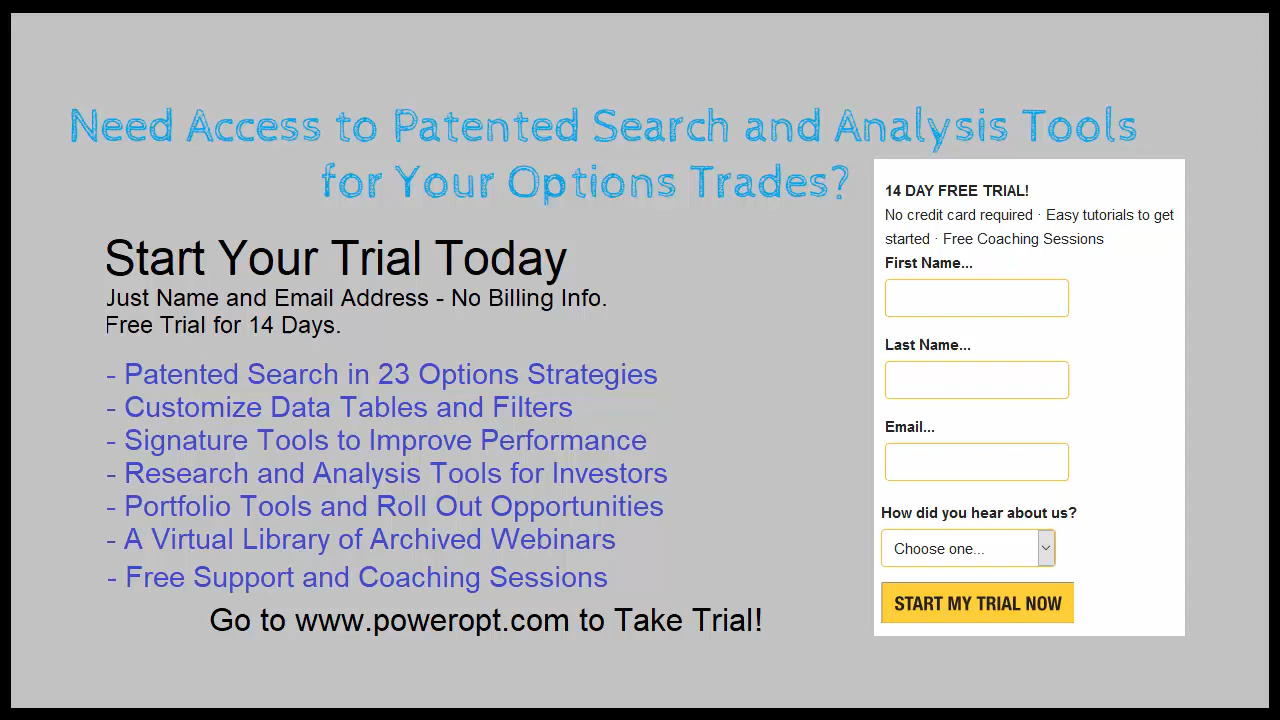 Need Access to Patented Search and Analysis Tools
for Your Options Trades?
Start Your Trial Today
Just Name and Email Address - No Billing Info.
Free Trial for 14 Days.
- Patented Search in 23 Options Strategies
- Customize Data Tables and Filters
- Signature Tools to Improve Performance
- Research and Analysis Tools for Investors
- Portfolio Tools and Roll Out Opportunities
- A Virtual Library of Archived Webinars
- Free Support and Coaching Sessions
Go to www.poweropt.com to Take Trial!
14 DAY FREE TRIAL!
No credit card required · Easy tutorials to get
started · Free Coaching Sessions
First Name...
Last Name...
Email...
How did you hear about us?
Choose one...
START MY TRIAL NOW